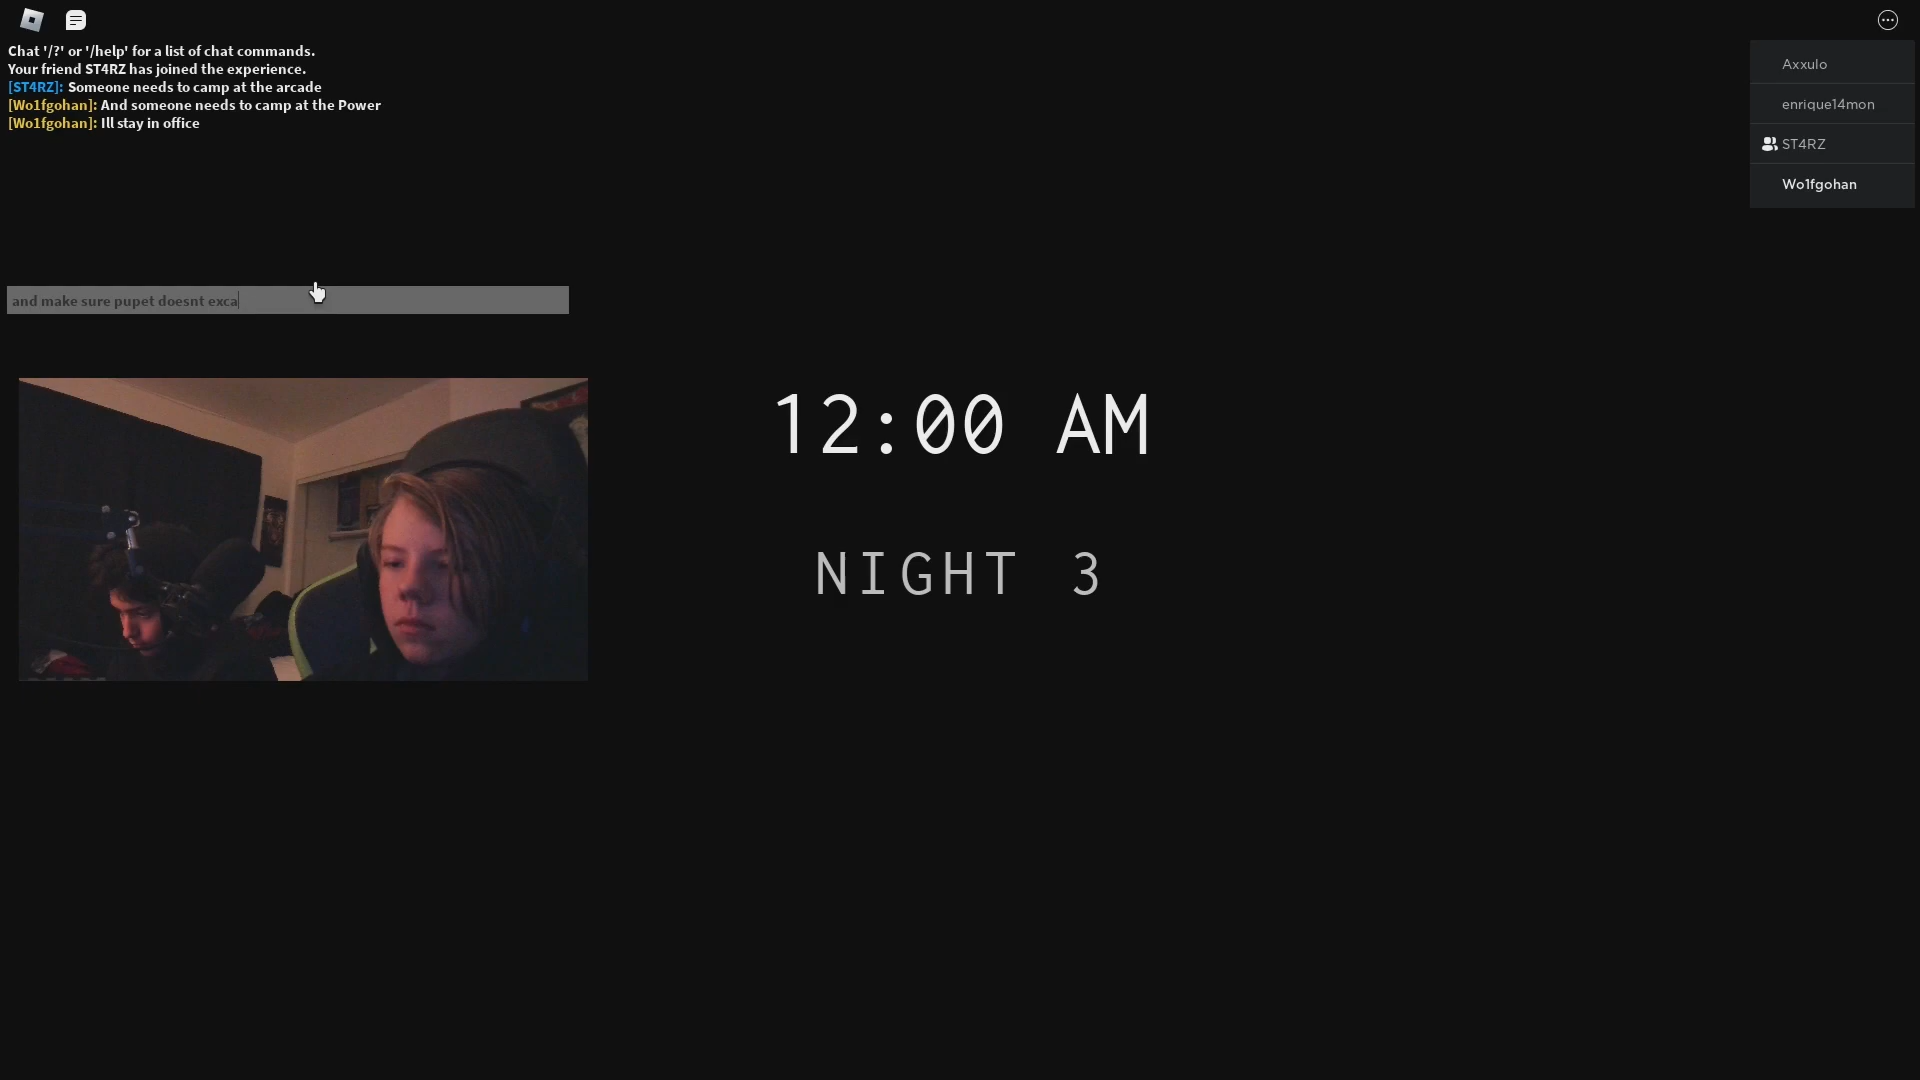 Chat '/?' or '/help' for a list of chat commands.
Your friend ST4RZ has joined the experience.
[ST4RZ]: Someone needs to camp at the arcade
[Wo1fgohan]: And someone needs to camp at the Power
[Wo1fgohan]: Ill stay in office
and make sure pupet doesnt exca
Axxulo
enrique14mon
ST4RZ
Wo1fgohan
12:00 AM
NIGHT 3